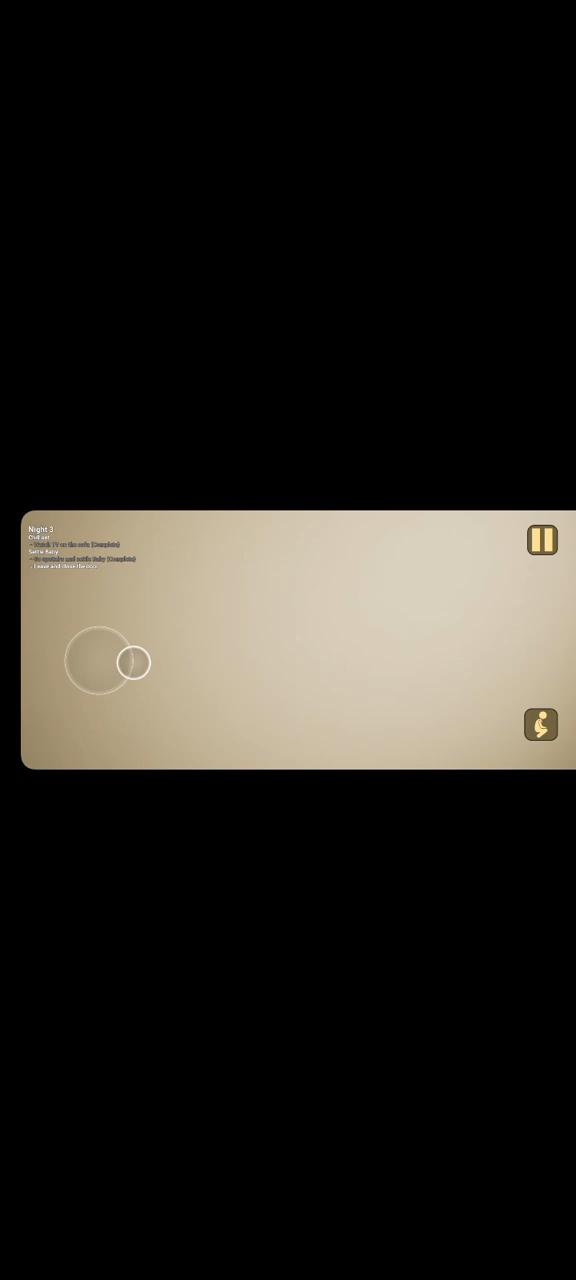 Night 3
Chill out
- Watch TV on the sofa (Complete)
Settle Baby
- Go upstairs and settle Baby (Complete)
- Leave and close the door